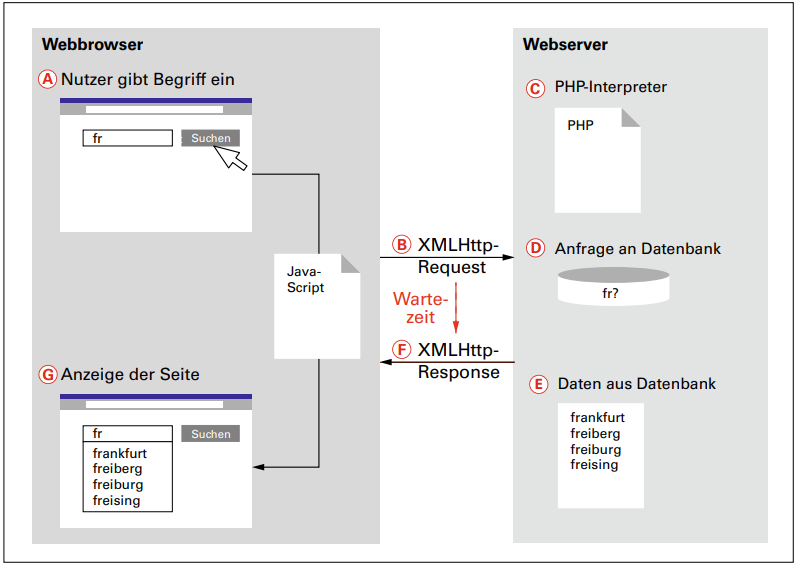 Webbrowser
A Nutzer gibt Begriff ein
fr
Suchen
Java-
Script
G Anzeige der Seite
fr
Suchen
frankfurt
freiberg
freiburg
freising
B XMLHttp-
Request
Warte-
zeit
F XMLHttp-
Response
Webserver
C PHP-Interpreter
PHP
D Anfrage an Datenbank
fr?
E Daten aus Datenbank
frankfurt
freiberg
freiburg
freising